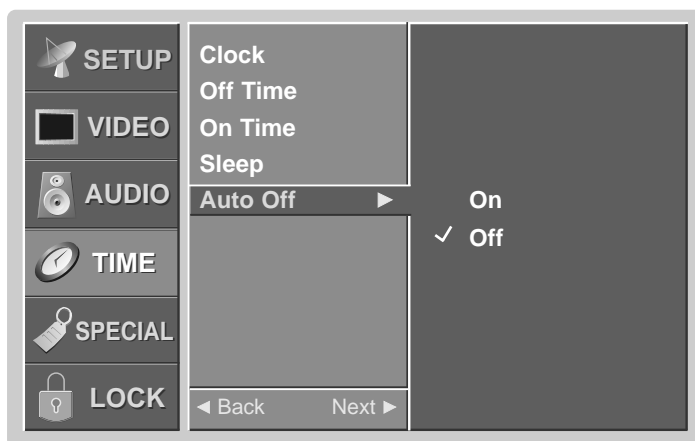 SETUP
VIDEO
AUDIO
TIME
SPECIAL
LOCK
Clock
Off Time
On Time
Sleep
Auto Off ►
◄ Back Next ►
On
✓ Off